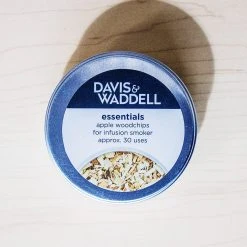 DAVIS &
WADDELL
essentials
apple woodchips
for infusion smoker
approx. 30 uses